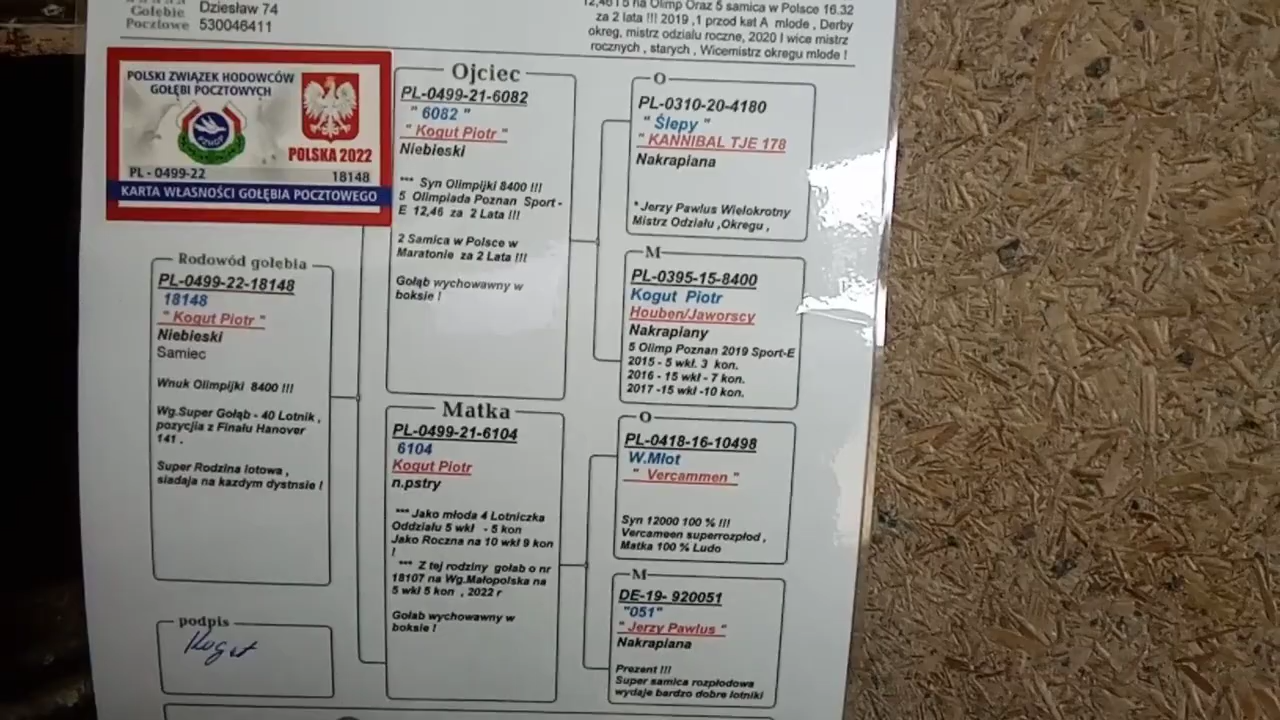 Gołębie
Pocztowe
Dziesław 74
530046411
12,46 i 5 na Olimp Oraz 5 samica w Polsce 16.32
za 2 lata !!! 2019 ,1 przod kat A mlode , Derby
okreg, mistrz odzialu roczne, 2020 I wice mistrz
rocznych , starych , Wicemistrz okregu mlode !
POLSKI ZWIĄZEK HODOWCÓW
GOŁĘBI POCZTOWYCH
POLSKA 2022
PL - 0499-22
18148
KARTA WŁASNOŚCI GOŁĘBIA POCZTOWEGO
Rodowód gołębia
PL-0499-22-18148
18148
" Kogut Piotr "
Niebieski
Samiec
Wnuk Olimpijki 8400 !!!
Wg.Super Gołąb - 40 Lotnik ,
pozycjia z Finału Hanover
141 .
Super Rodzina lotowa ,
siadaja na kazdym dystnsie !
podpis
Kogut
Ojciec
PL-0499-21-6082
" 6082 "
" Kogut Piotr "
Niebieski
*** Syn Olimpijki 8400 !!!
5 Olimpiada Poznan Sport -
E 12,46 za 2 Lata !!!
2 Samica w Polsce w
Maratonie za 2 Lata !!!
Gołąb wychowawny w
boksie !
Matka
PL-0499-21-6104
6104
Kogut Piotr
n.pstry
*** Jako młoda 4 Lotniczka
Oddziału 5 wkł - 5 kon
Jako Roczna na 10 wkł 9 kon
!
*** Z tej rodziny gołab o nr
18107 na Wg.Małopolska na
5 wkł 5 kon , 2022 r
Gołab wychowawny w
boksie !
O
PL-0310-20-4180
" Ślepy "
" KANNIBAL TJE 178
Nakrapiana
* Jerzy Pawlus Wielokrotny
Mistrz Odziału ,Okregu ,
M
PL-0395-15-8400
Kogut Piotr
Houben/Jaworscy
Nakrapiany
5 Olimp Poznan 2019 Sport-E
2015 - 5 wkł. 3 kon.
2016 - 15 wkł - 7 kon.
2017 -15 wkł -10 kon.
O
PL-0418-16-10498
W.Młot
" Vercammen "
Syn 12000 100 % !!!
Vercameen superrozpłod ,
Matka 100 % Ludo
M
DE-19- 920051
"051"
" Jerzy Pawlus "
Nakrapiana
Prezent !!!
Super samica rozpłodowa
wydaje bardzo dobre lotniki